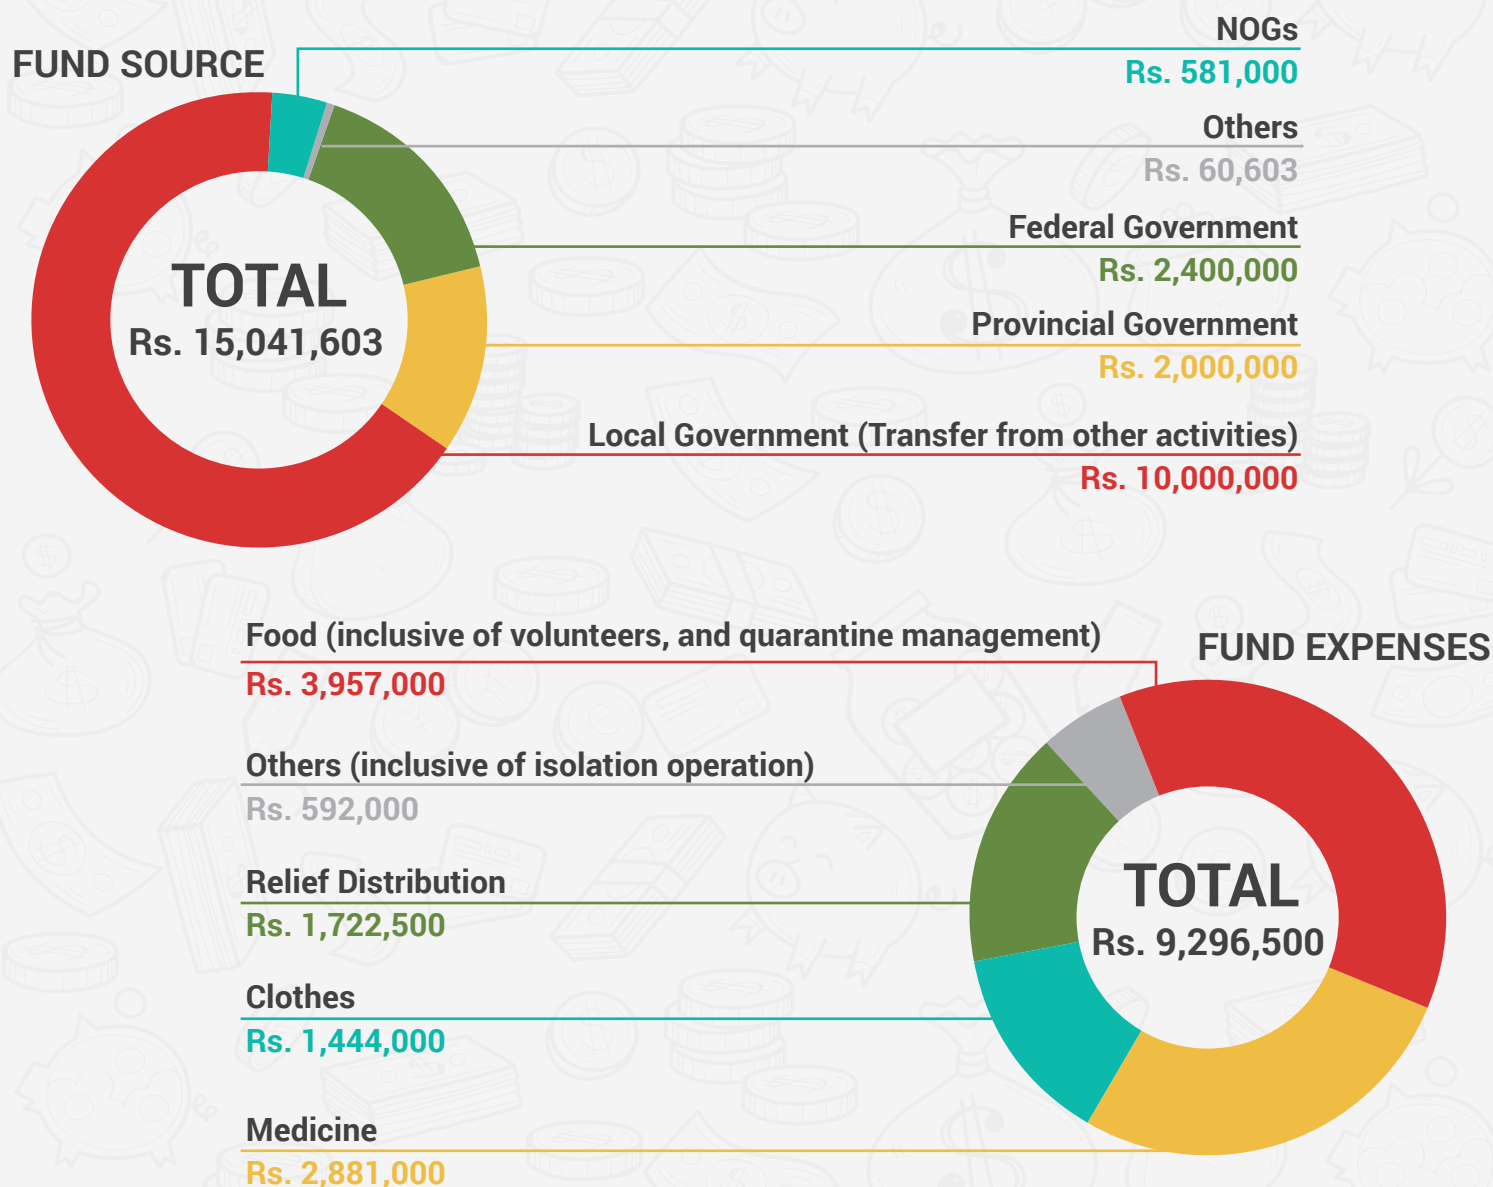 FUND SOURCE
NOGs
Rs. 581,000
Others
Rs. 60,603
Federal Government
Rs. 2,400,000
Provincial Government
Rs. 2,000,000
Local Government (Transfer from other activities)
Rs. 10,000,000
TOTAL
Rs. 15,041,603
FUND EXPENSES
Food (inclusive of volunteers, and quarantine management)
Rs. 3,957,000
Others (inclusive of isolation operation)
Rs. 592,000
Relief Distribution
Rs. 1,722,500
Clothes
Rs. 1,444,000
Medicine
Rs. 2,881,000
TOTAL
Rs. 9,296,500